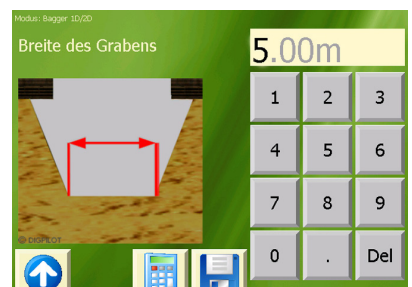 Modus: Bagger 1D/2D
Breite des Grabens
5.00m
1 2 3
4 5 6
7 8 9
0 . Del
© DIGPILOT